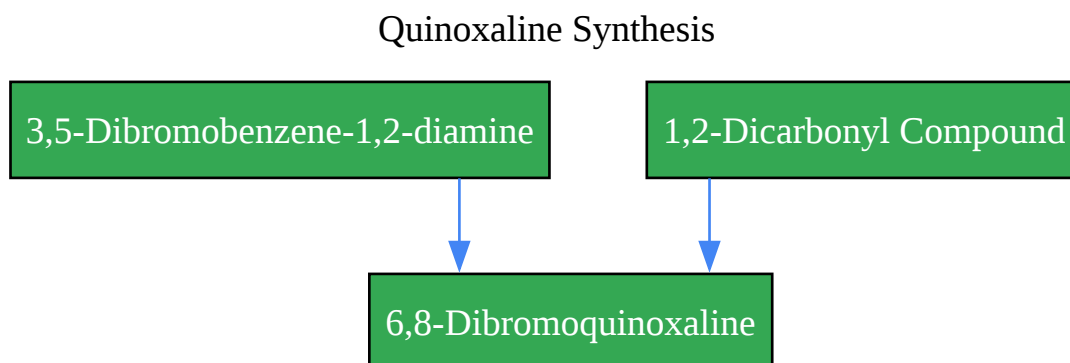 Quinoxaline Synthesis
3,5-Dibromobenzene-1,2-diamine
1,2-Dicarbonyl Compound
6,8-Dibromoquinoxaline